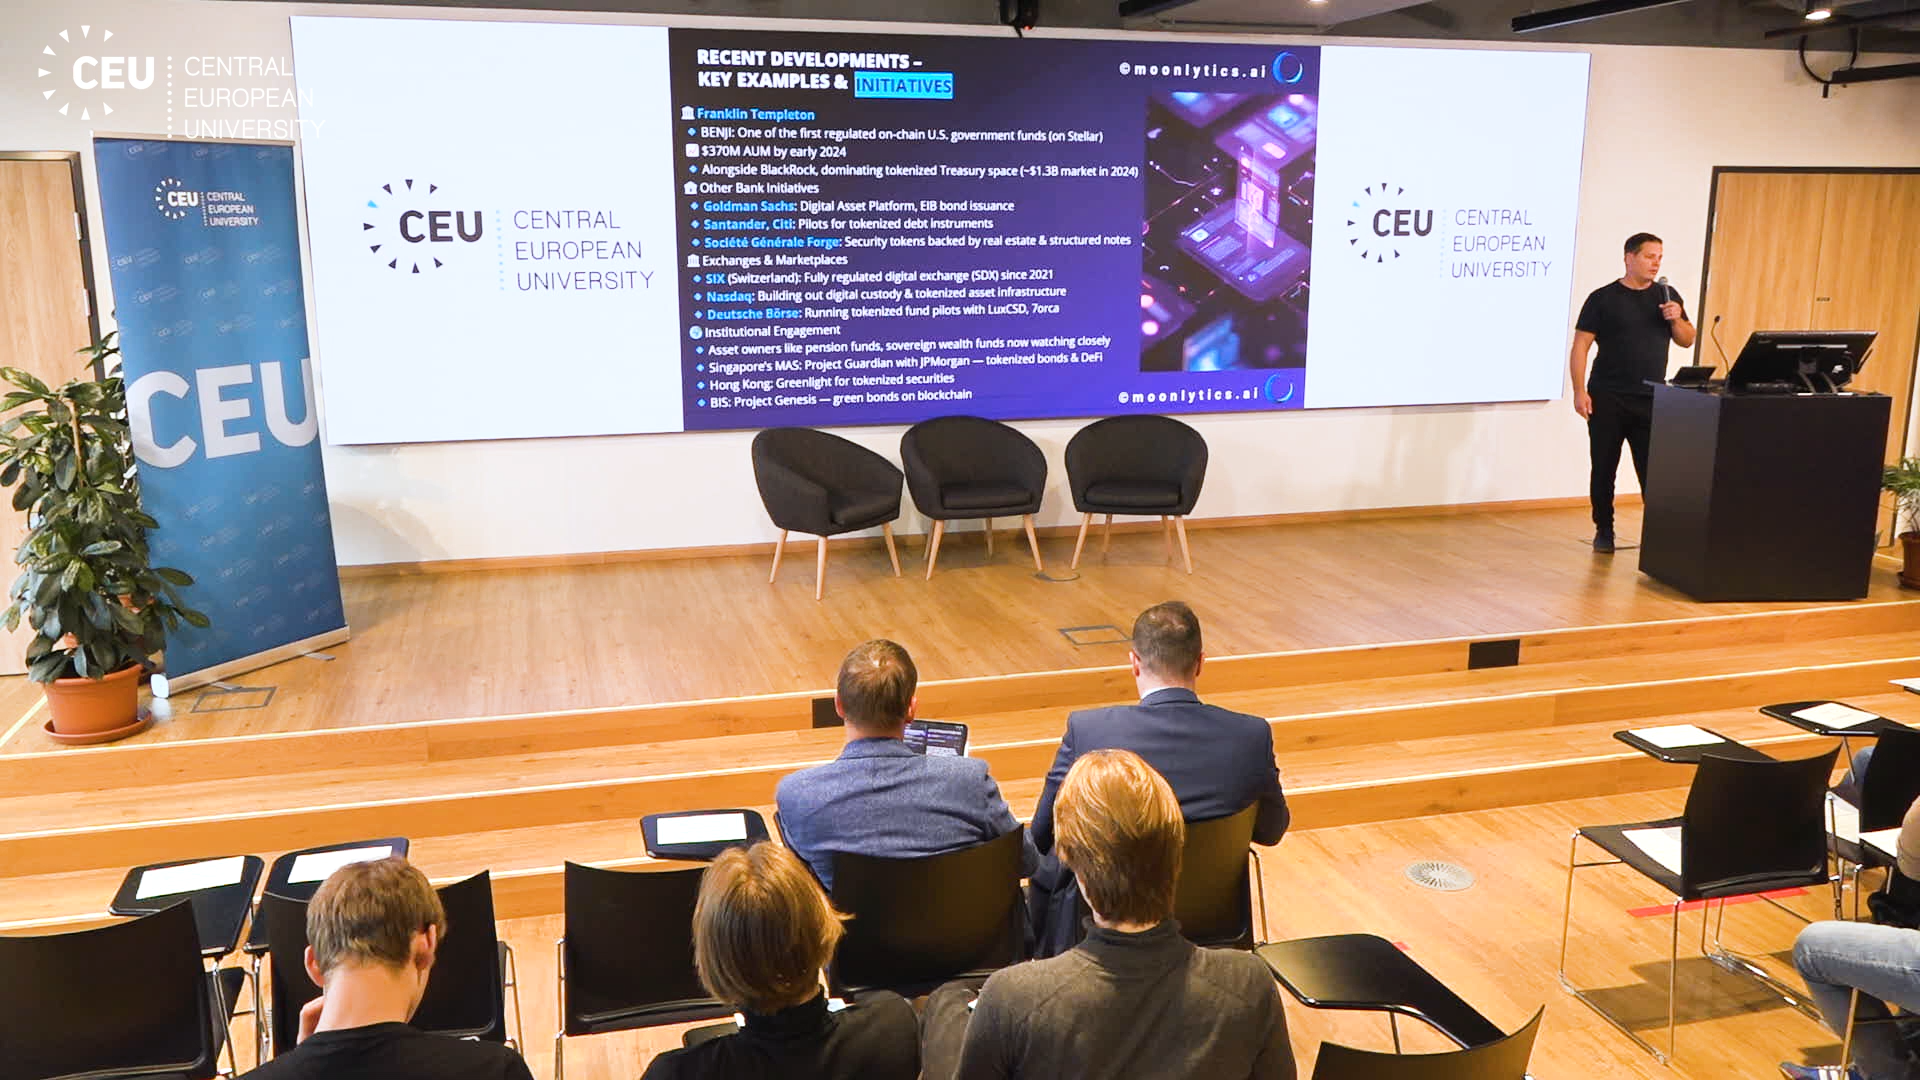 CEU
CENTRAL
EUROPEAN
UNIVERSITY
CEU
CENTRAL
EUROPEAN
UNIVERSITY
CEU
CEU
CENTRAL
EUROPEAN
UNIVERSITY
RECENT DEVELOPMENTS –
KEY EXAMPLES & INITIATIVES
©moonlytics.ai
Franklin Templeton
BENJI: One of the first regulated on-chain U.S. government funds (on Stellar)
$370M AUM by early 2024
Alongside BlackRock, dominating tokenized Treasury space (~$1.3B market in 2024)
Other Bank Initiatives
Goldman Sachs: Digital Asset Platform, EIB bond issuance
Santander, Citi: Pilots for tokenized debt instruments
Société Générale Forge: Security tokens backed by real estate & structured notes
Exchanges & Marketplaces
SIX (Switzerland): Fully regulated digital exchange (SDX) since 2021
Nasdaq: Building out digital custody & tokenized asset infrastructure
Deutsche Börse: Running tokenized fund pilots with LuxCSD, 7orca
Institutional Engagement
Asset owners like pension funds, sovereign wealth funds now watching closely
Singapore's MAS: Project Guardian with JPMorgan — tokenized bonds & DeFi
Hong Kong: Greenlight for tokenized securities
BIS: Project Genesis — green bonds on blockchain
©moonlytics.ai
CEU
CENTRAL
EUROPEAN
UNIVERSITY